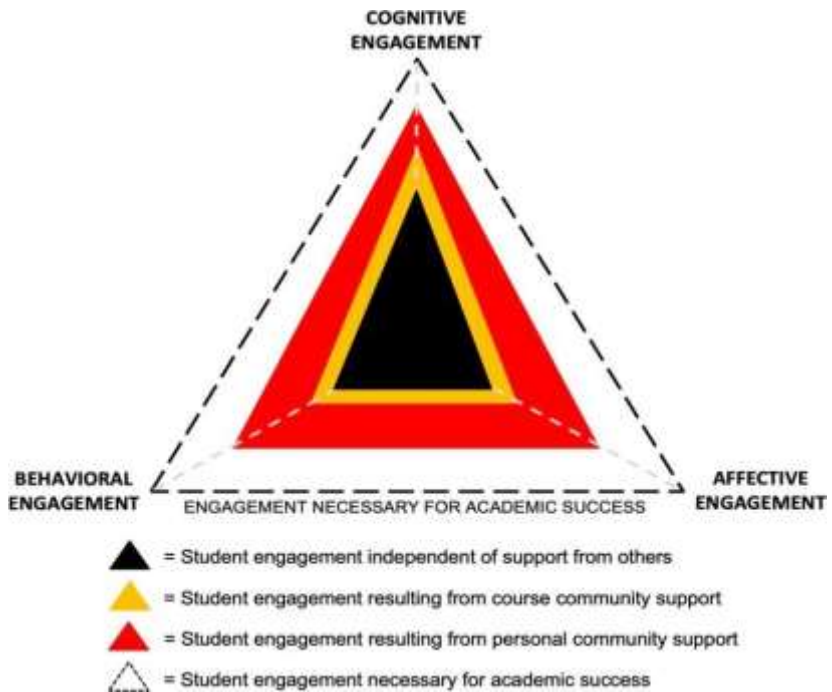 COGNITIVE
ENGAGEMENT
BEHAVIORAL
ENGAGEMENT
AFFECTIVE
ENGAGEMENT
ENGAGEMENT NECESSARY FOR ACADEMIC SUCCESS
= Student engagement independent of support from others
= Student engagement resulting from course community support
= Student engagement resulting from personal community support
= Student engagement necessary for academic success